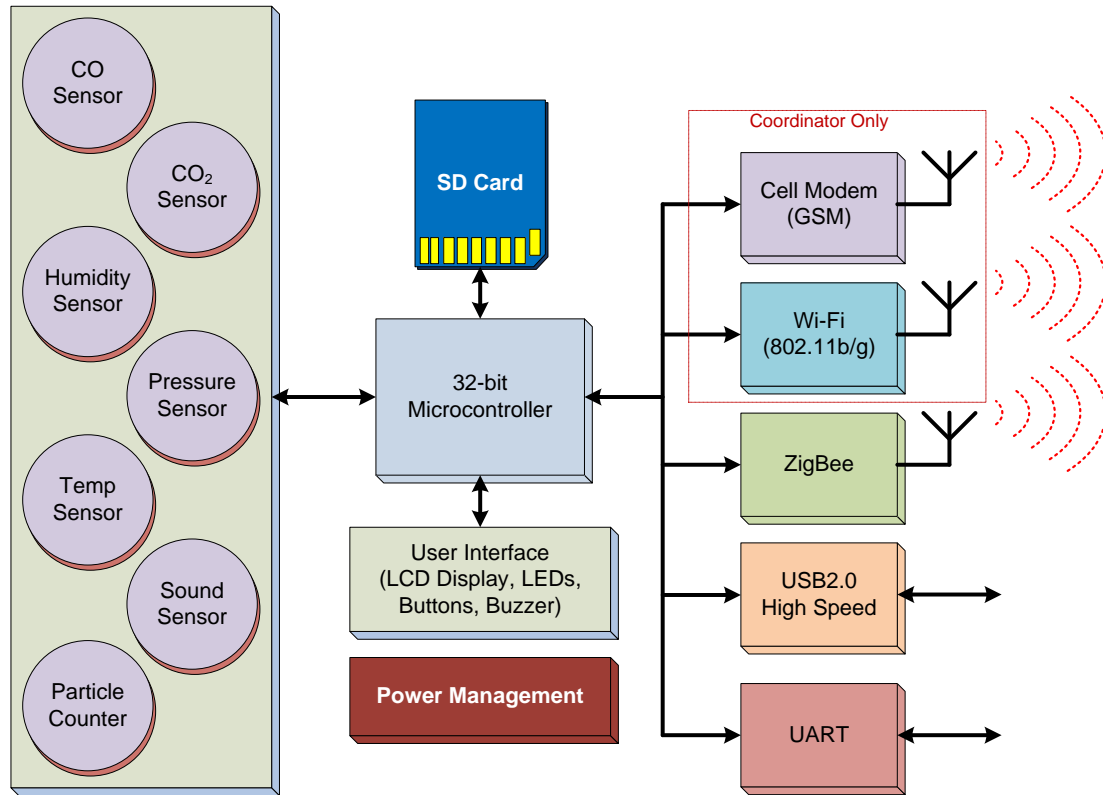 CO
Sensor
CO₂
Sensor
Humidity
Sensor
Pressure
Sensor
Temp
Sensor
Sound
Sensor
Particle
Counter
SD Card
32-bit
Microcontroller
User Interface
(LCD Display, LEDs,
Buttons, Buzzer)
Power Management
Coordinator Only
Cell Modem
(GSM)
Wi-Fi
(802.11b/g)
ZigBee
USB2.0
High Speed
UART